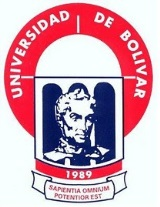 UNIVERSIDAD DE BOLIVAR
1989
SAPIENTIA OMNIUM
POTENTIOR EST